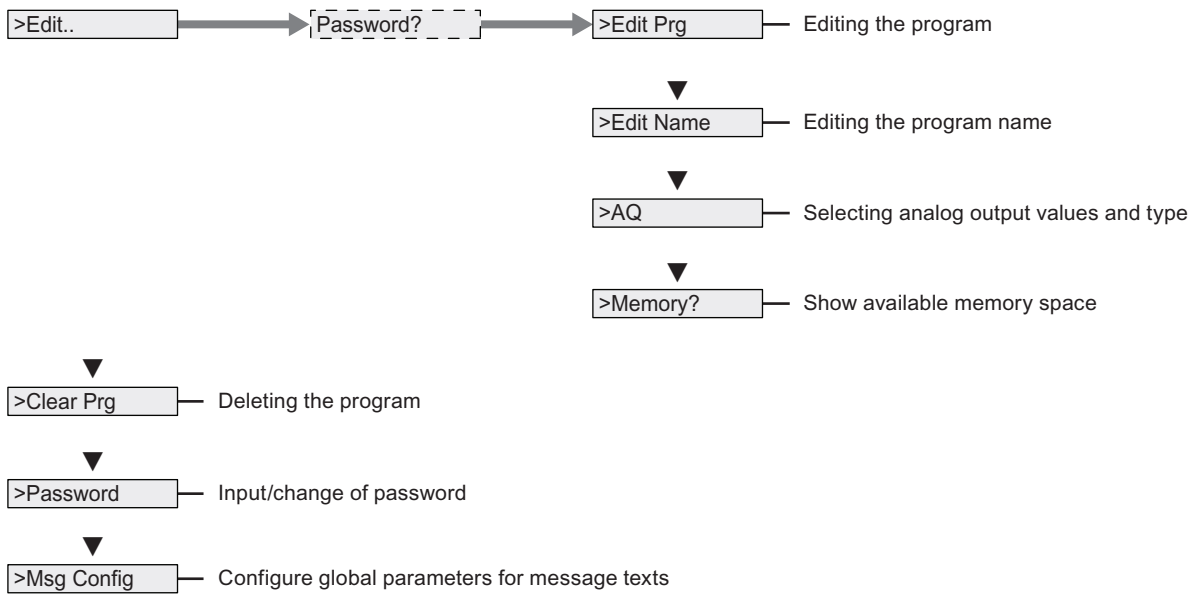 >Edit..
Password?
>Edit Prg
Editing the program
>Edit Name
Editing the program name
>AQ
Selecting analog output values and type
>Memory?
Show available memory space
>Clear Prg
Deleting the program
>Password
Input/change of password
>Msg Config
Configure global parameters for message texts